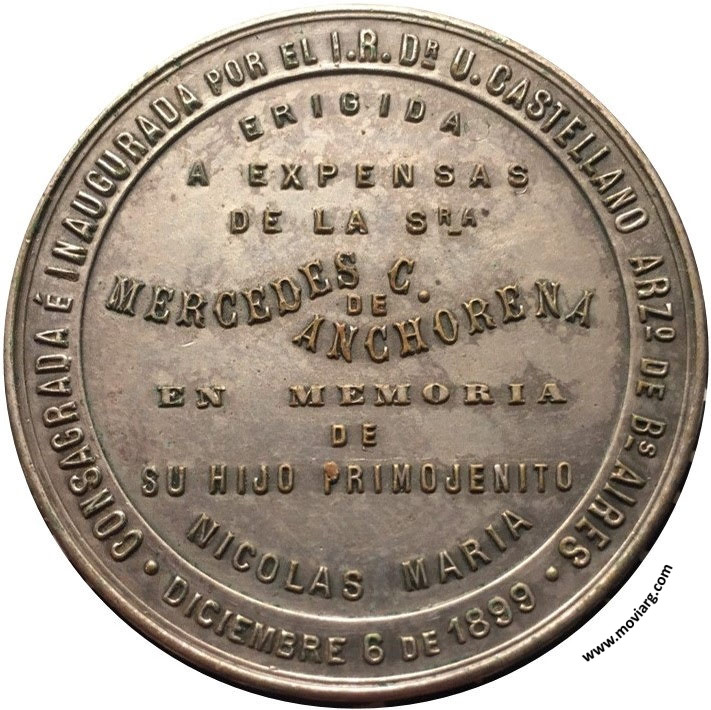 CONSAGRADA É INAUGURADA POR EL I.R. DR U. CASTELLANO ARZO DE BS AIRES
· DICIEMBRE 6 DE 1899 ·
ERIGIDA
A EXPENSAS
DE LA SRA
MERCEDES C.
DE
ANCHORENA
EN MEMORIA
DE
SU HIJO PRIMOJENITO
NICOLAS MARIA
www.moviarg.com